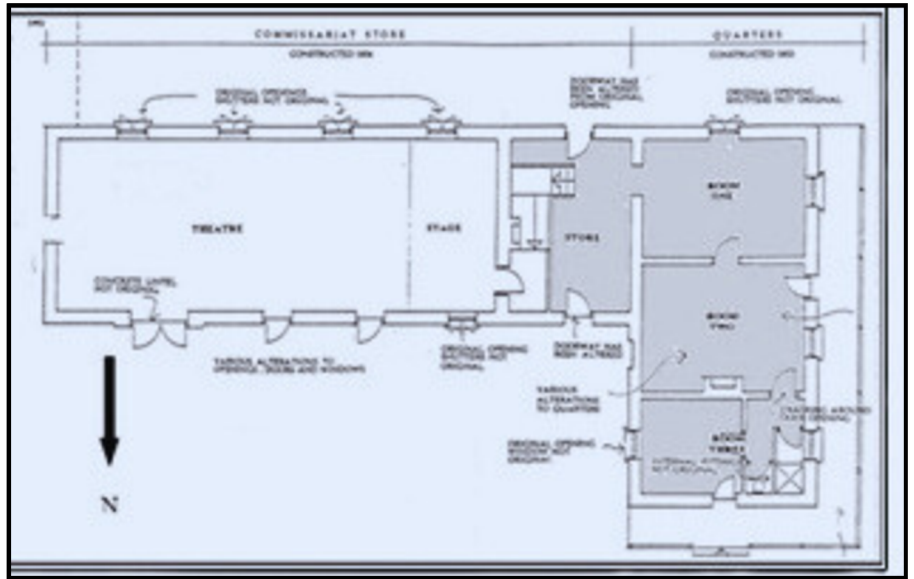 COMMISSARIAT STORE
QUARTERS
CONSTRUCTED
CONSTRUCTED
ORIGINAL OPENINGS
SHUTTERS NOT ORIGINAL
DOORWAY HAS
BEEN ALTERED
FROM ORIGINAL
OPENING
ORIGINAL OPENING
SHUTTERS NOT ORIGINAL
ROOM
ONE
THEATRE
STAGE
STORE
CONCRETE LINTEL
NOT ORIGINAL
ROOM
TWO
VARIOUS ALTERATIONS TO
OPENINGS, DOORS AND WINDOWS
ORIGINAL OPENING
SHUTTERS NOT
ORIGINAL
DOORWAY HAS
BEEN ALTERED
VARIOUS
ALTERATIONS
TO QUARTERS
CRACKING AROUND
DOOR OPENING
ORIGINAL OPENING
WINDOW NOT
ORIGINAL
ROOM
THREE
INTERNAL
NOT ORIGINAL
N